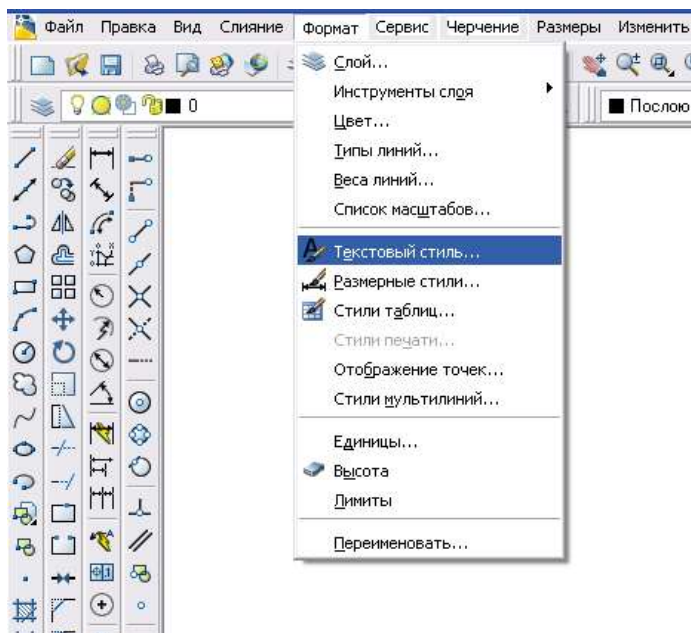 Файл Правка Вид Слияние Формат Сервис Черчение Размеры Изменить
0
Послою
Слой...
Инструменты слоя
Цвет...
Типы линий...
Веса линий...
Список масштабов...
Текстовый стиль...
Размерные стили...
Стили таблиц...
Стили печати...
Отображение точек...
Стили мультилиний...
Единицы...
Высота
Лимиты
Переименовать...